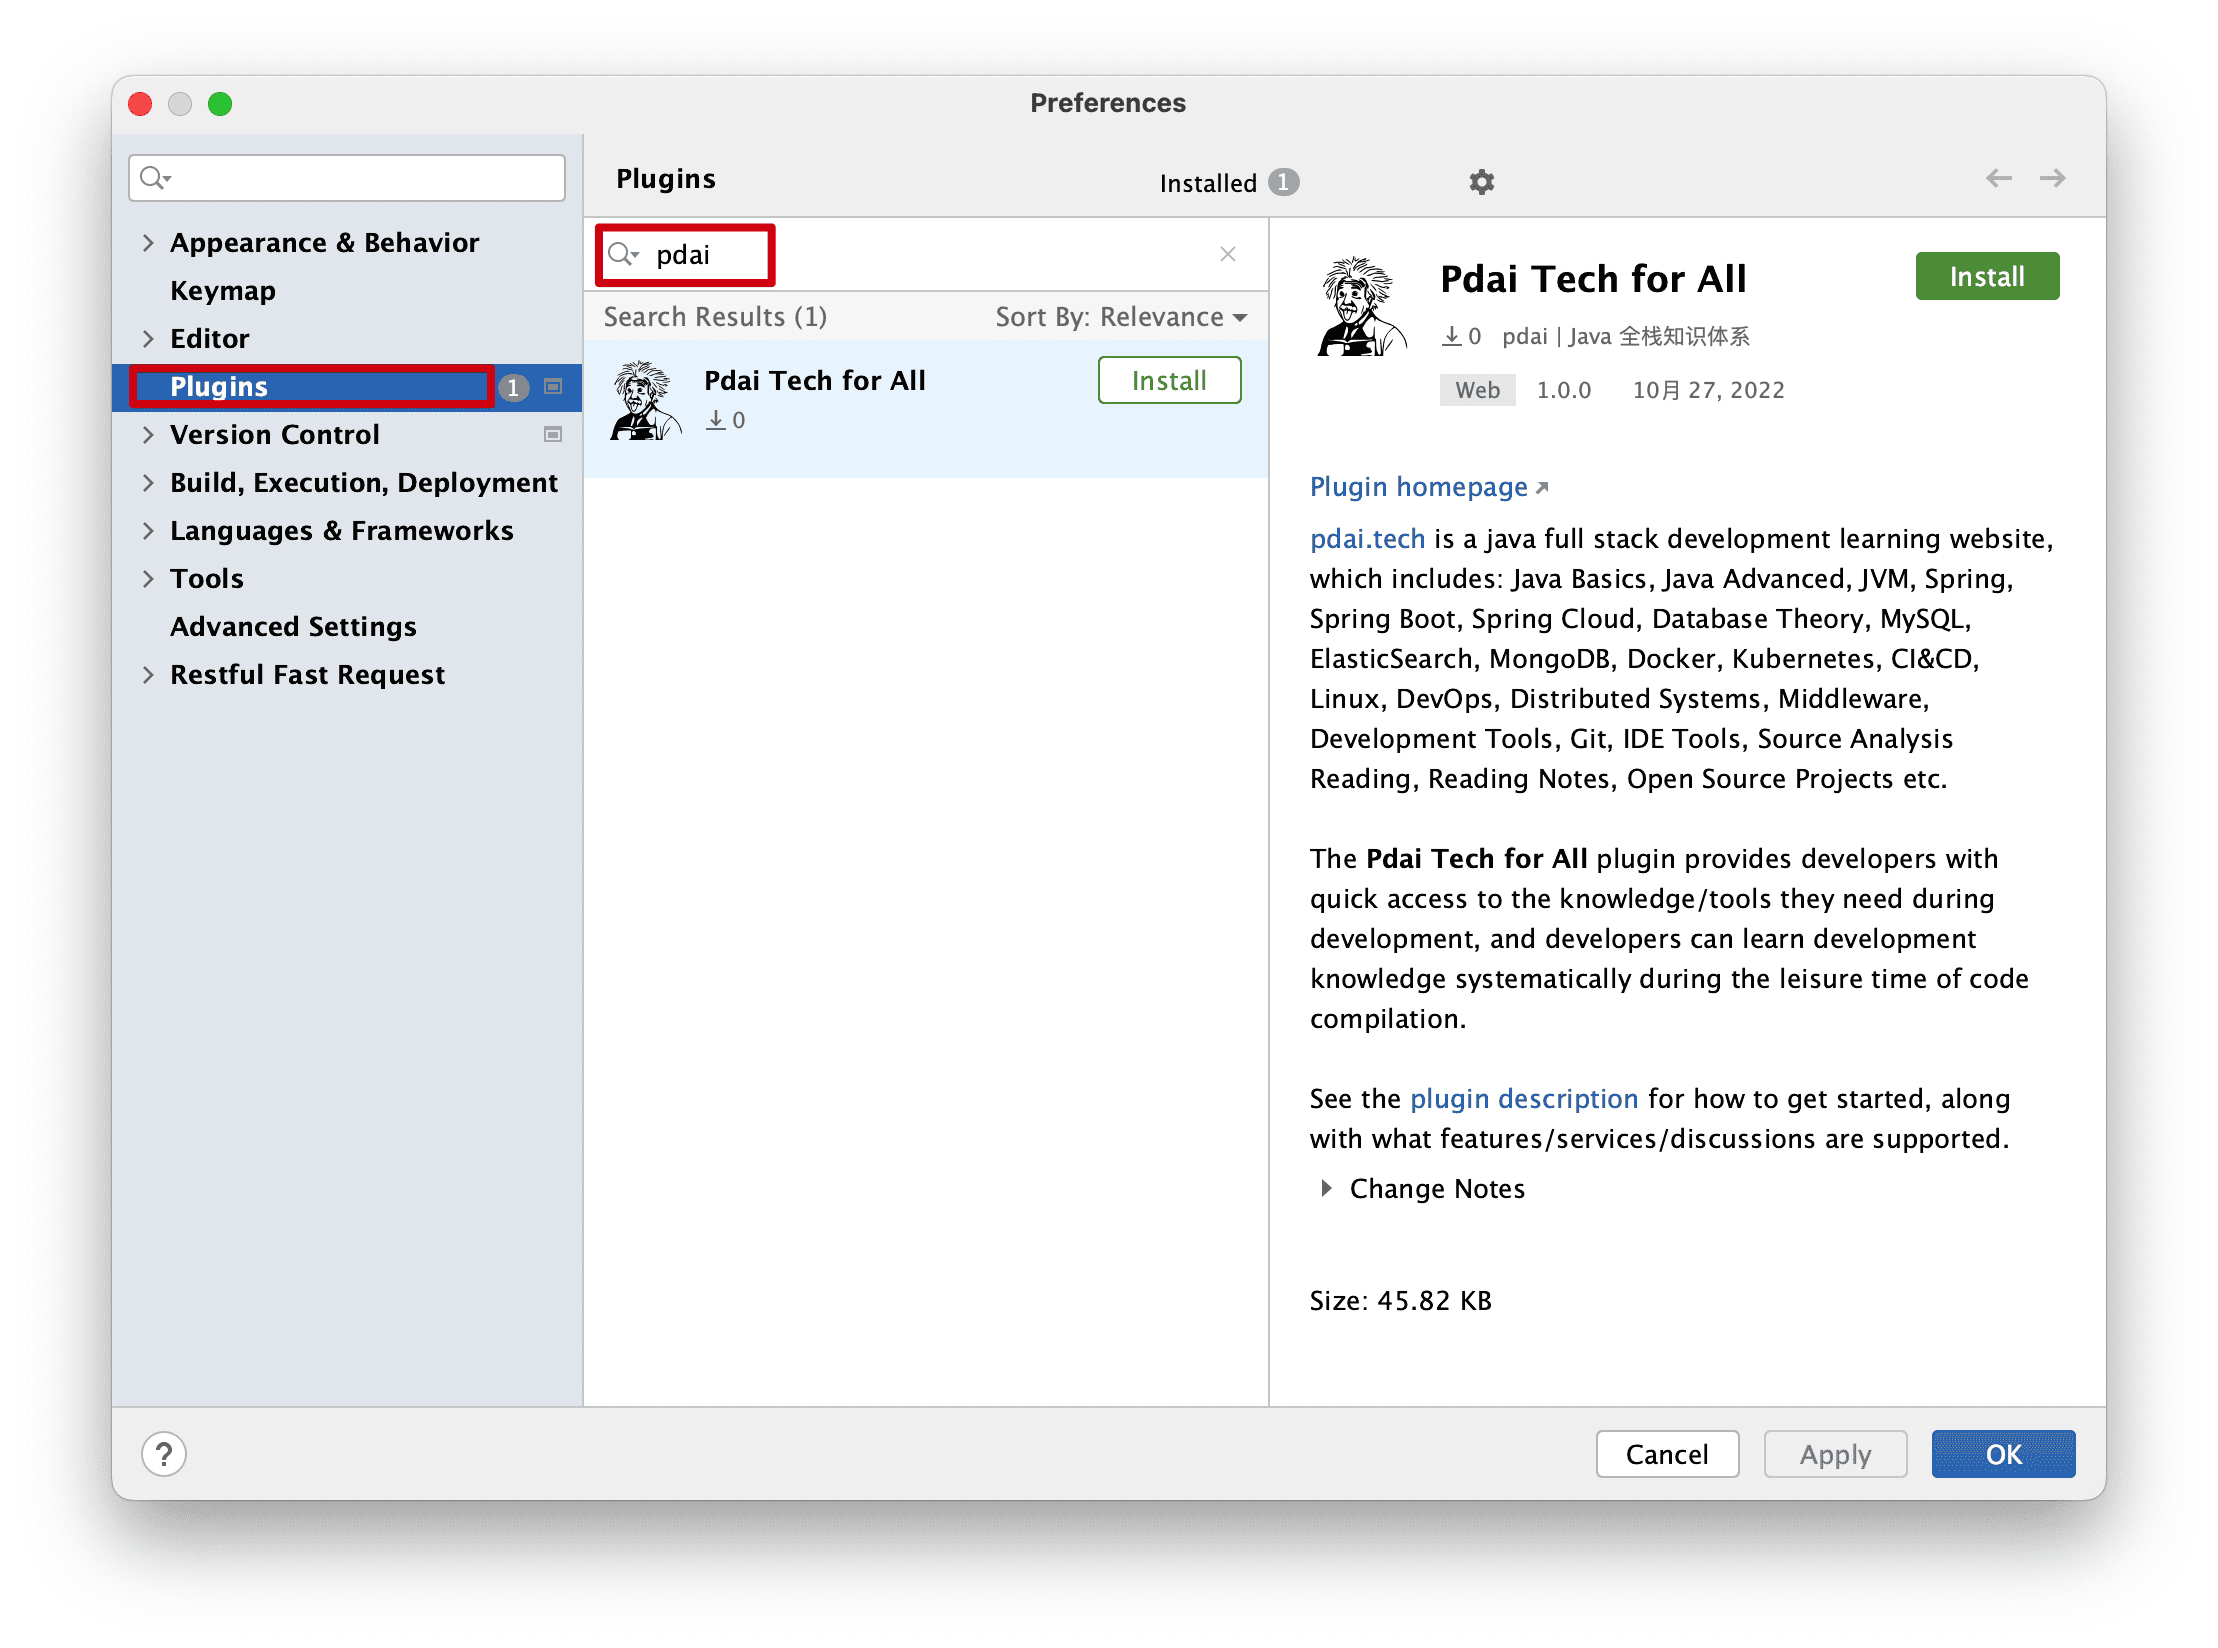 Preferences
Appearance & Behavior
Keymap
Editor
Plugins 1
Version Control
Build, Execution, Deployment
Languages & Frameworks
Tools
Advanced Settings
Restful Fast Request
Plugins
Installed 1
pdai
Search Results (1) Sort By: Relevance
Pdai Tech for All
Install
0
Pdai Tech for All
Install
0 pdai | Java 全栈知识体系
Web 1.0.0 10月 27, 2022
Plugin homepage
pdai.tech is a java full stack development learning website,
which includes: Java Basics, Java Advanced, JVM, Spring,
Spring Boot, Spring Cloud, Database Theory, MySQL,
ElasticSearch, MongoDB, Docker, Kubernetes, CI&CD,
Linux, DevOps, Distributed Systems, Middleware,
Development Tools, Git, IDE Tools, Source Analysis
Reading, Reading Notes, Open Source Projects etc.
The Pdai Tech for All plugin provides developers with
quick access to the knowledge/tools they need during
development, and developers can learn development
knowledge systematically during the leisure time of code
compilation.
See the plugin description for how to get started, along
with what features/services/discussions are supported.
Change Notes
Size: 45.82 KB
?
Cancel
Apply
OK